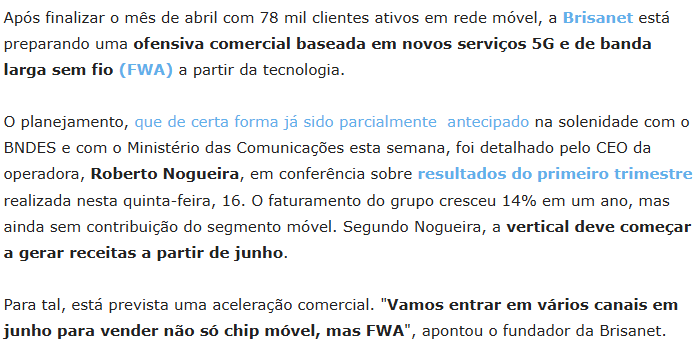 Após finalizar o mês de abril com 78 mil clientes ativos em rede móvel, a Brisanet está
preparando uma ofensiva comercial baseada em novos serviços 5G e de banda
larga sem fio (FWA) a partir da tecnologia.
O planejamento, que de certa forma já sido parcialmente  antecipado na solenidade com o
BNDES e com o Ministério das Comunicações esta semana, foi detalhado pelo CEO da
operadora, Roberto Nogueira, em conferência sobre resultados do primeiro trimestre
realizada nesta quinta-feira, 16. O faturamento do grupo cresceu 14% em um ano, mas
ainda sem contribuição do segmento móvel. Segundo Nogueira, a vertical deve começar
a gerar receitas a partir de junho.
Para tal, está prevista uma aceleração comercial. "Vamos entrar em vários canais em
junho para vender não só chip móvel, mas FWA", apontou o fundador da Brisanet.